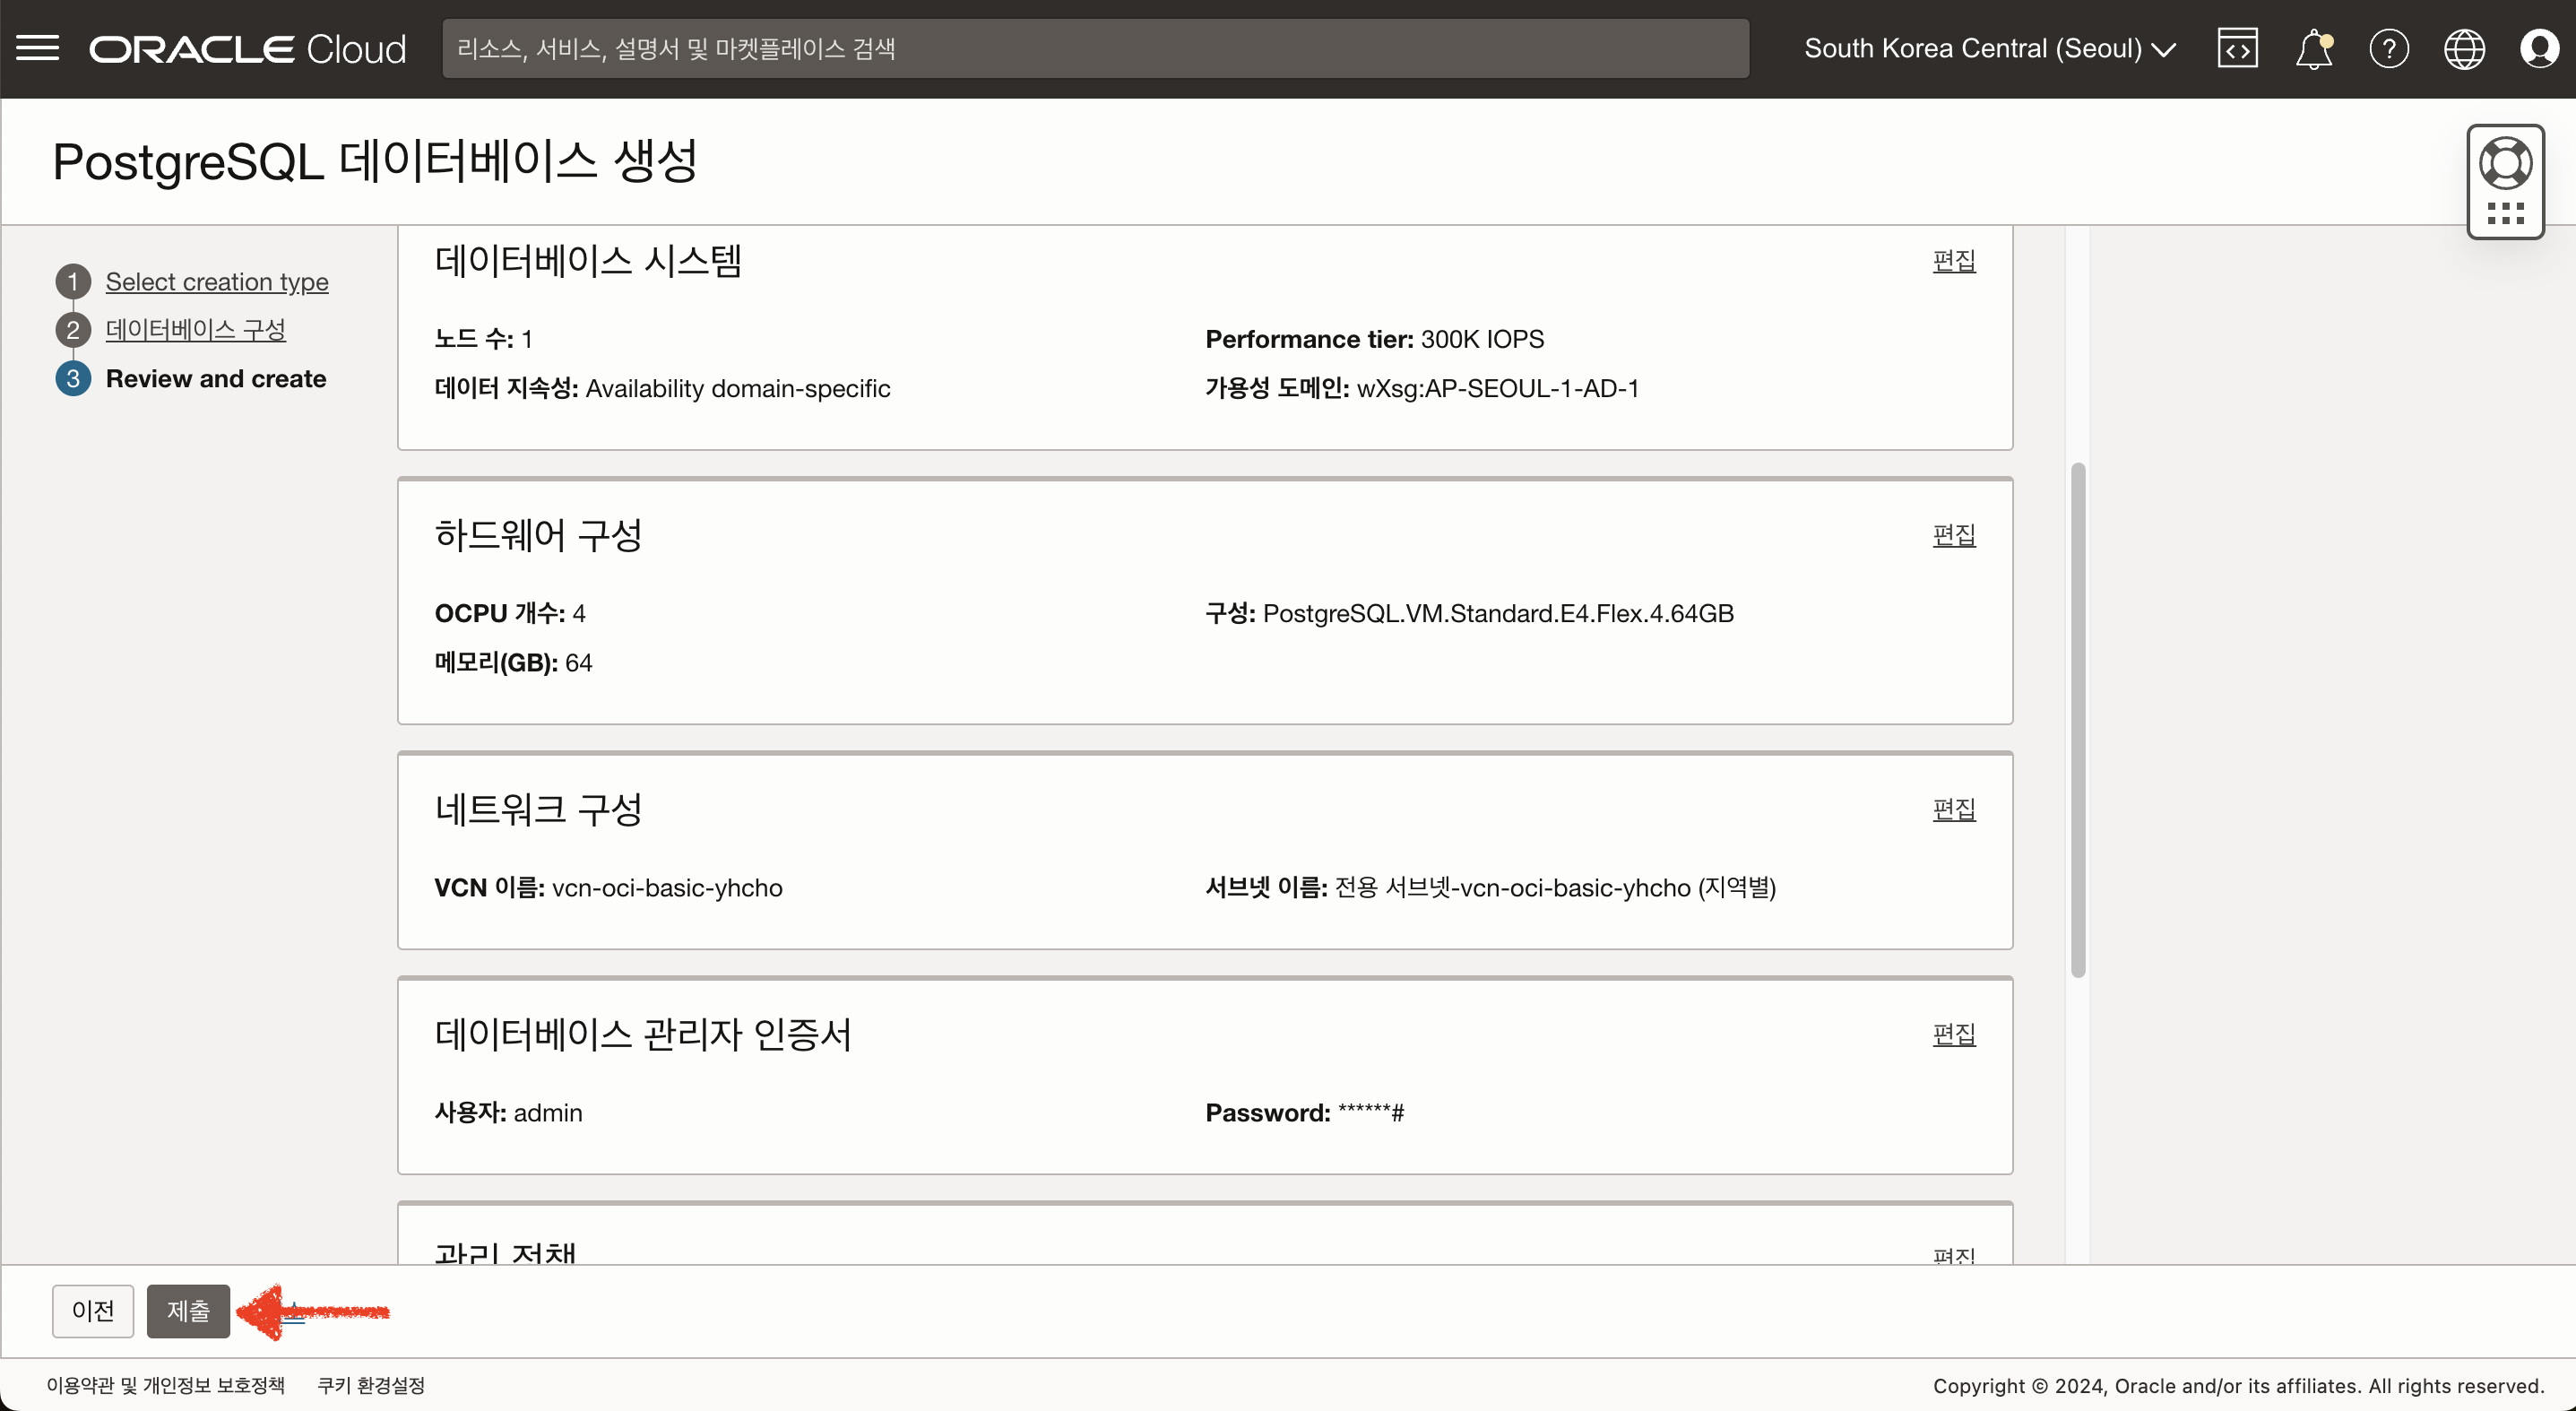 ORACLE Cloud
리소스, 서비스, 설명서 및 마켓플레이스 검색
South Korea Central (Seoul)
PostgreSQL 데이터베이스 생성
1 Select creation type
2 데이터베이스 구성
3 Review and create
데이터베이스 시스템
편집
노드 수: 1
Performance tier: 300K IOPS
데이터 지속성: Availability domain-specific
가용성 도메인: wXsg:AP-SEOUL-1-AD-1
하드웨어 구성
편집
OCPU 개수: 4
구성: PostgreSQL.VM.Standard.E4.Flex.4.64GB
메모리(GB): 64
네트워크 구성
편집
VCN 이름: vcn-oci-basic-yhcho
서브넷 이름: 전용 서브넷-vcn-oci-basic-yhcho (지역별)
데이터베이스 관리자 인증서
편집
사용자: admin
Password: ******#
관리 정책
편집
이전
제출
이용약관 및 개인정보 보호정책
쿠키 환경설정
Copyright © 2024, Oracle and/or its affiliates. All rights reserved.